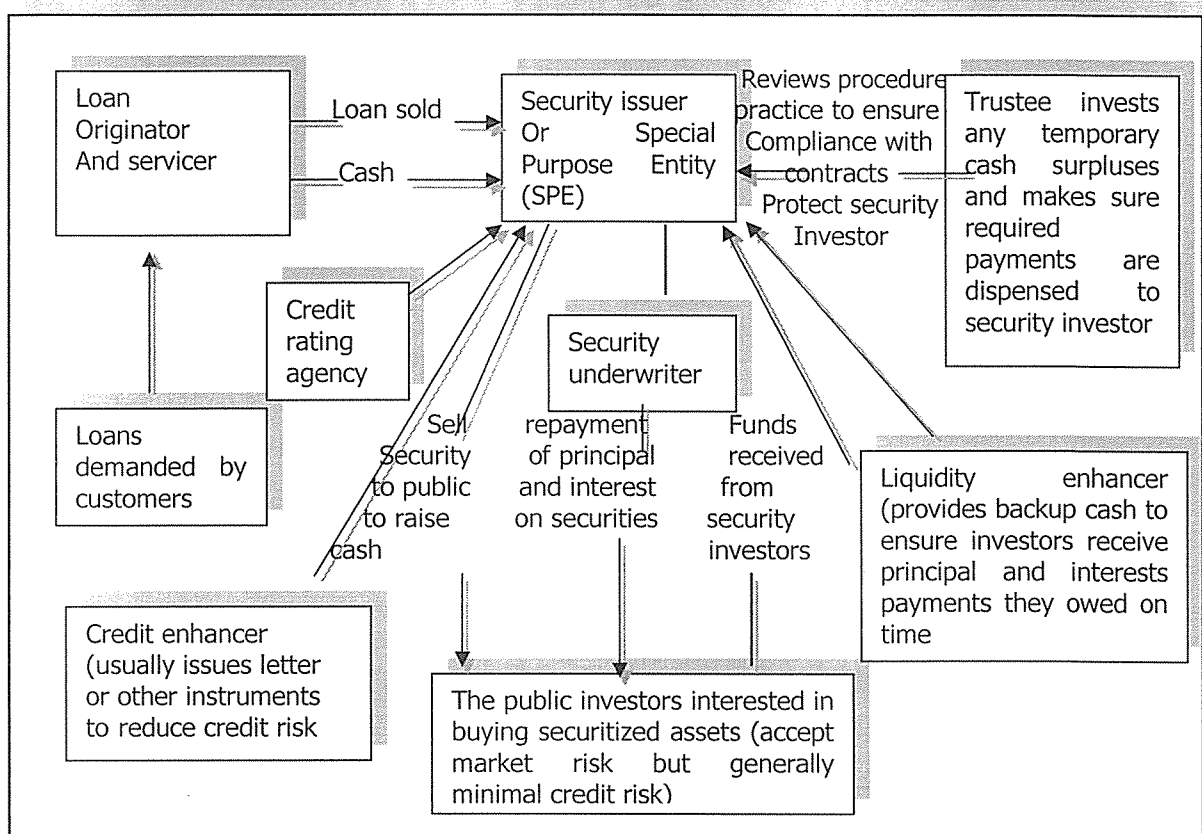 Loan
Originator
And servicer
Loan sold
Cash
Security issuer
Or Special
Purpose Entity
(SPE)
Reviews procedure
practice to ensure
Compliance with
contracts
Protect security
Investor
Trustee invests
any temporary
cash surpluses
and makes sure
required
payments are
dispensed to
security investor
Credit
rating
agency
Security
underwriter
Loans
demanded by
customers
Sell
Security
to public
to raise
cash
repayment
of principal
and interest
on securities
Funds
received
from
security
investors
Liquidity enhancer
(provides backup cash to
ensure investors receive
principal and interests
payments they owed on
time
Credit enhancer
(usually issues letter
or other instruments
to reduce credit risk
The public investors interested in
buying securitized assets (accept
market risk but generally
minimal credit risk)